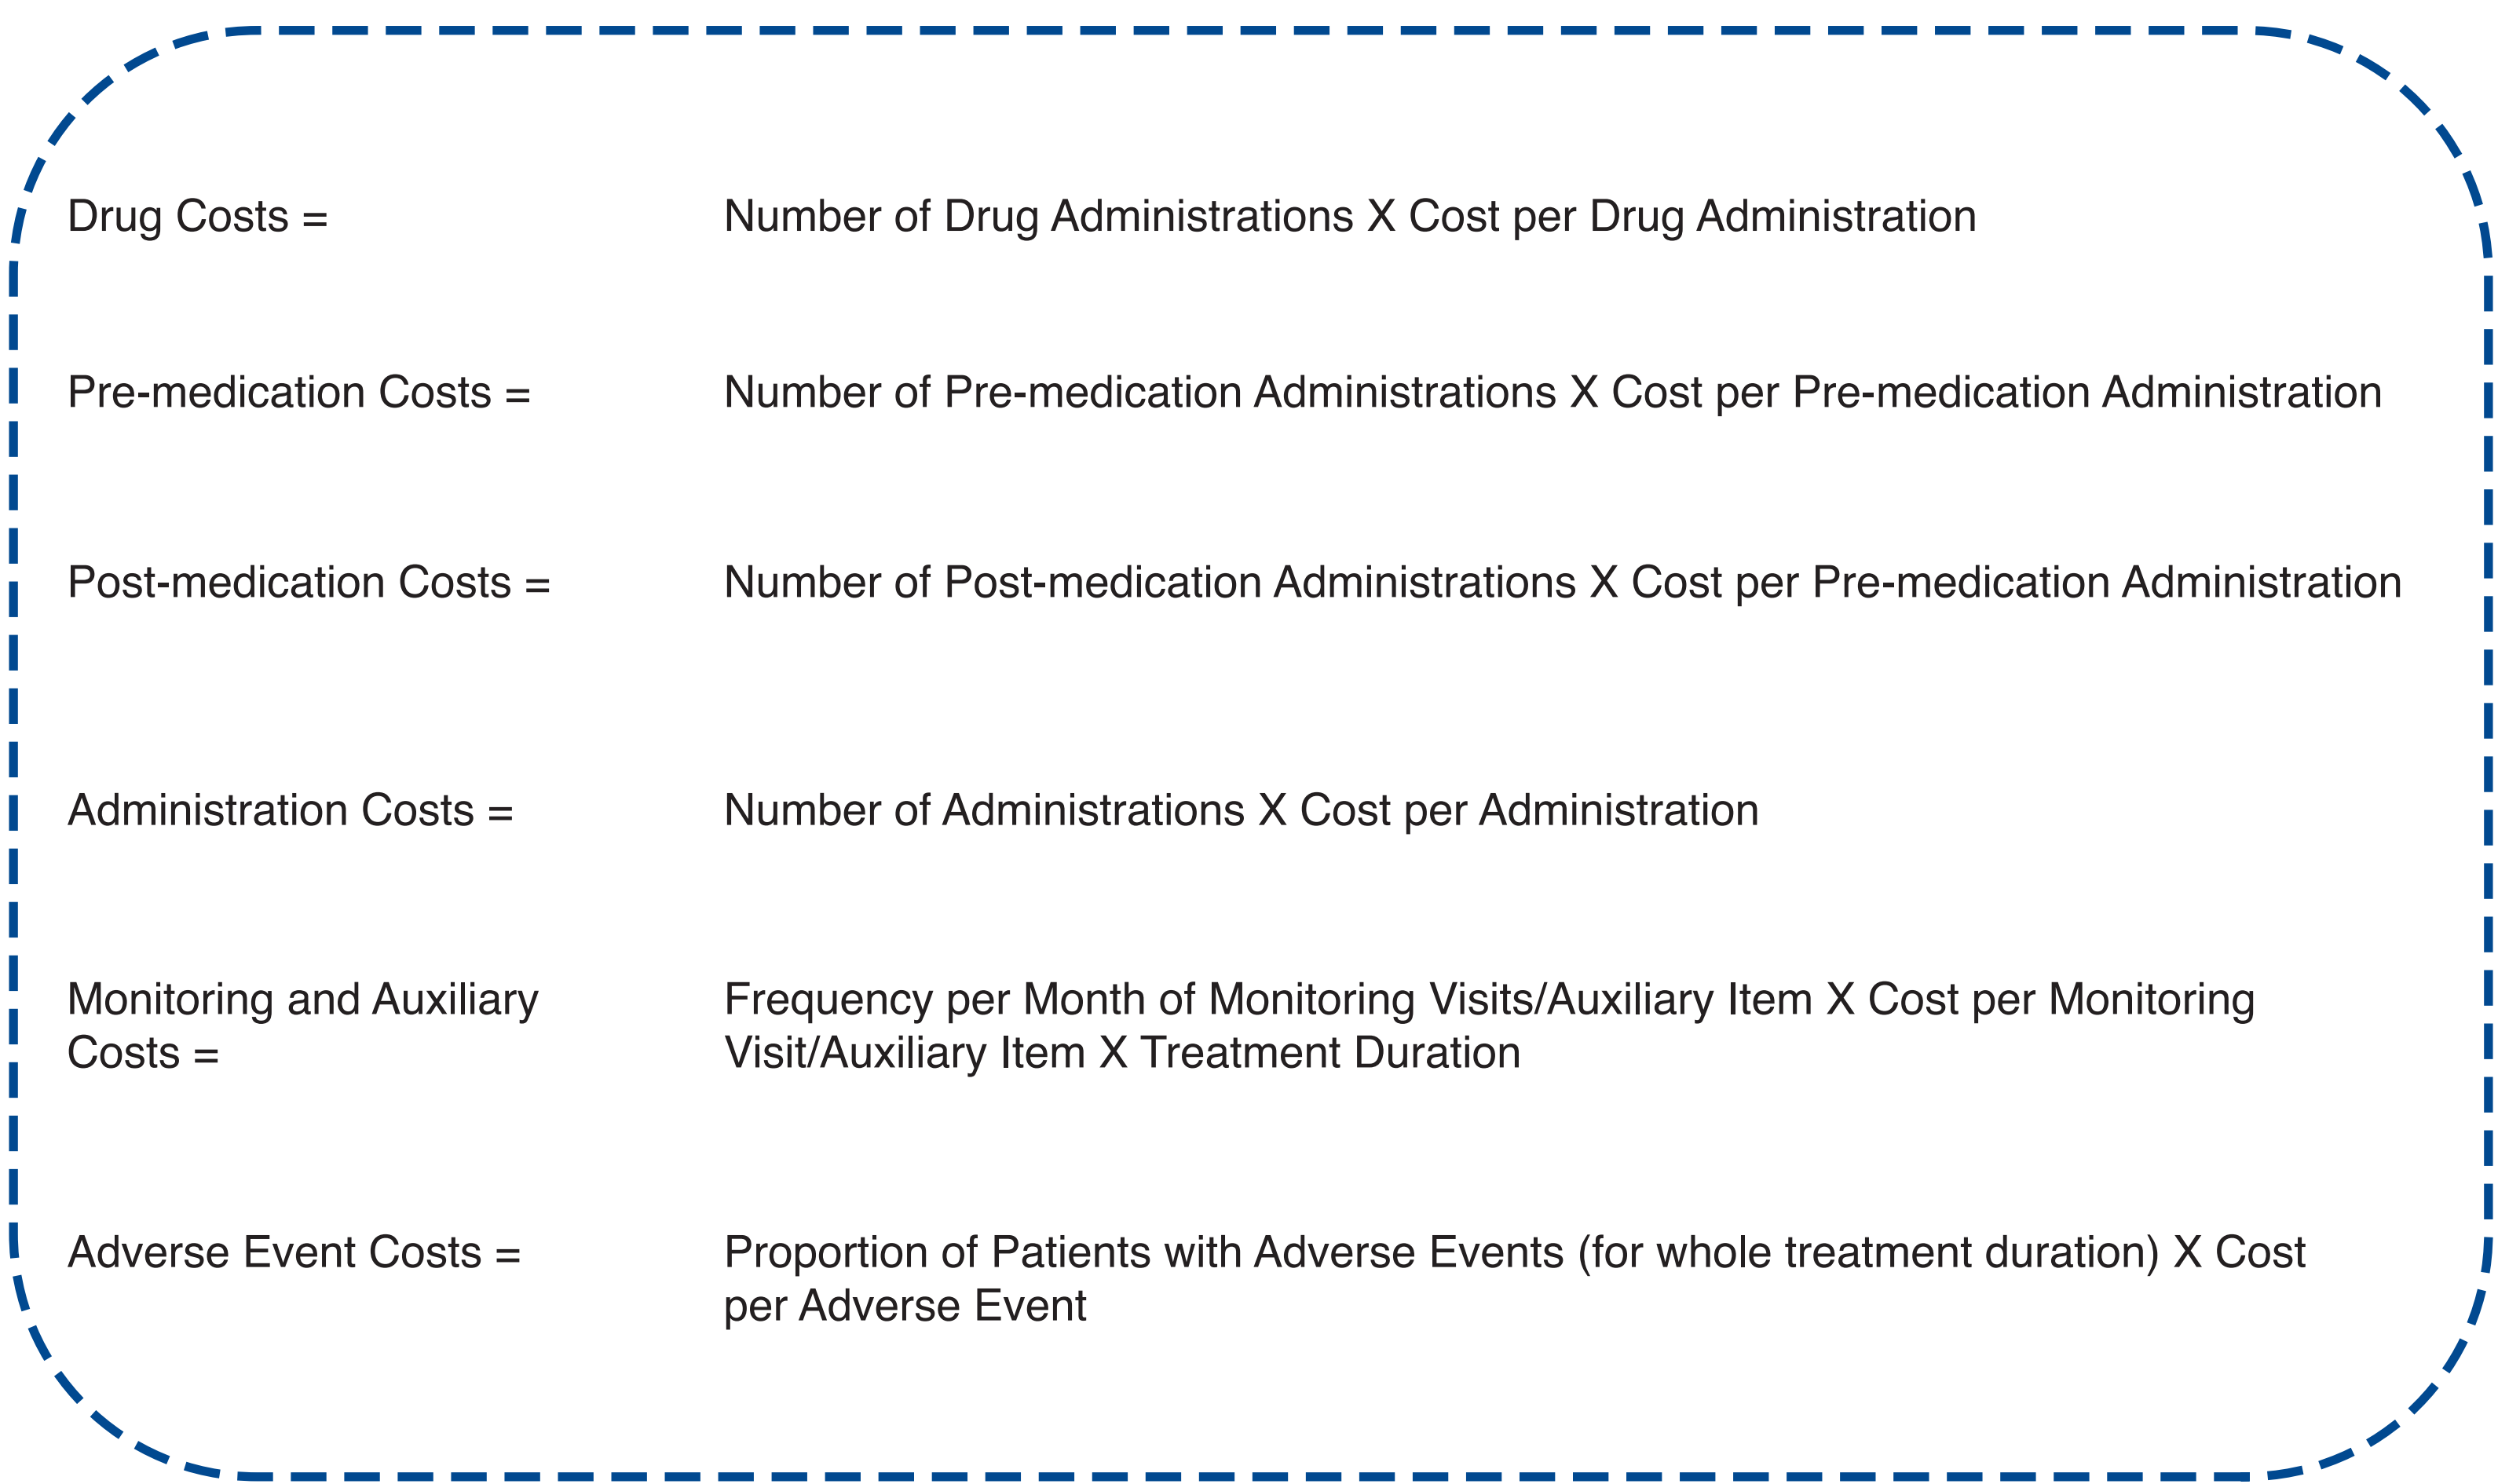 Drug Costs = Number of Drug Administrations X Cost per Drug Administration
Pre-medication Costs = Number of Pre-medication Administrations X Cost per Pre-medication Administration
Post-medication Costs = Number of Post-medication Administrations X Cost per Pre-medication Administration
Administration Costs = Number of Administrations X Cost per Administration
Monitoring and Auxiliary
Costs =
Frequency per Month of Monitoring Visits/Auxiliary Item X Cost per Monitoring
Visit/Auxiliary Item X Treatment Duration
Adverse Event Costs = Proportion of Patients with Adverse Events (for whole treatment duration) X Cost
per Adverse Event